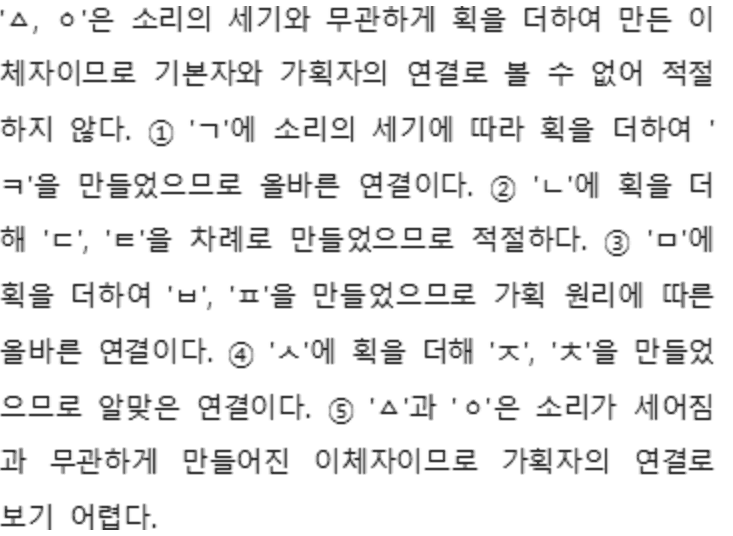 'ㅿ, ㆁ'은 소리의 세기와 무관하게 획을 더하여 만든 이
체자이므로 기본자와 가획자의 연결로 볼 수 없어 적절
하지 않다. ① 'ㄱ'에 소리의 세기에 따라 획을 더하여 '
ㅋ'을 만들었으므로 올바른 연결이다. ② 'ㄴ'에 획을 더
해 'ㄷ', 'ㅌ'을 차례로 만들었으므로 적절하다. ③ 'ㅁ'에
획을 더하여 'ㅂ', 'ㅍ'을 만들었으므로 가획 원리에 따른
올바른 연결이다. ④ 'ㅅ'에 획을 더해 'ㅈ', 'ㅊ'을 만들었
으므로 알맞은 연결이다. ⑤ 'ㅿ'과 'ㆁ'은 소리가 세어짐
과 무관하게 만들어진 이체자이므로 가획자의 연결로
보기 어렵다.